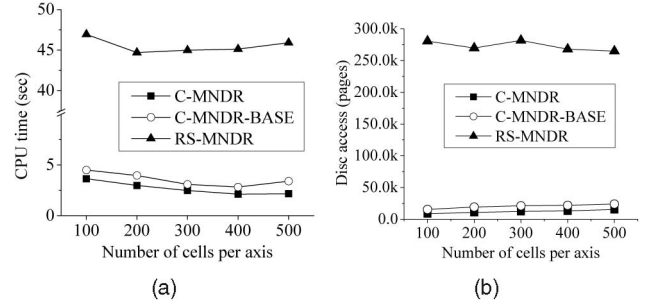 50
45
40
5
0
CPU time (sec)
C-MNDR
C-MNDR-BASE
RS-MNDR
100 200 300 400 500
Number of cells per axis
(a)
300.0k
250.0k
200.0k
150.0k
100.0k
50.0k
0.0
Disc access (pages)
C-MNDR
C-MNDR-BASE
RS-MNDR
100 200 300 400 500
Number of cells per axis
(b)